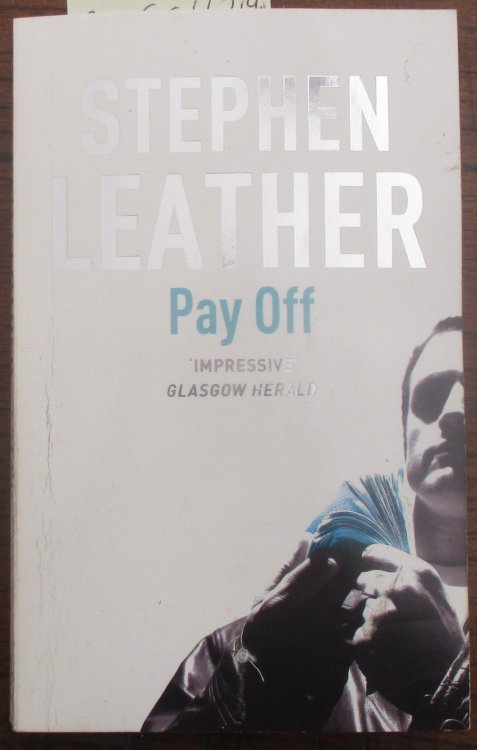 STEPHEN
LEATHER
Pay Off
'IMPRESSIVE'
GLASGOW HERALD